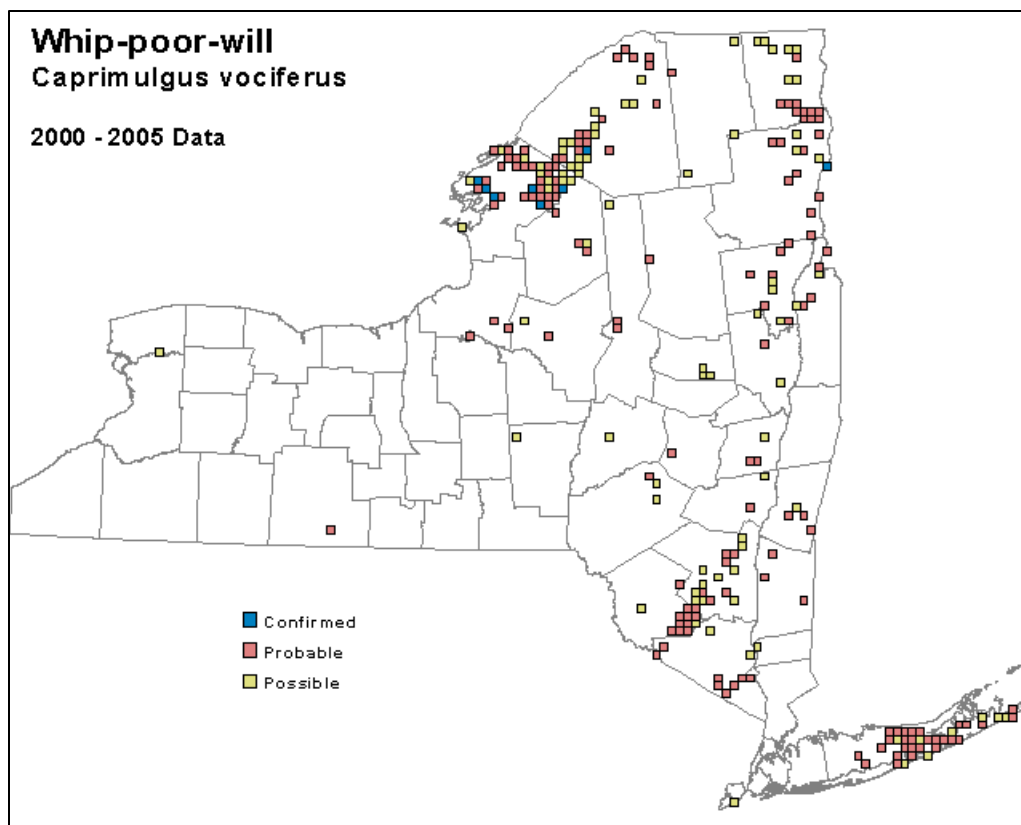 Whip-poor-will
Caprimulgus vociferus
2000 - 2005 Data
Confirmed
Probable
Possible